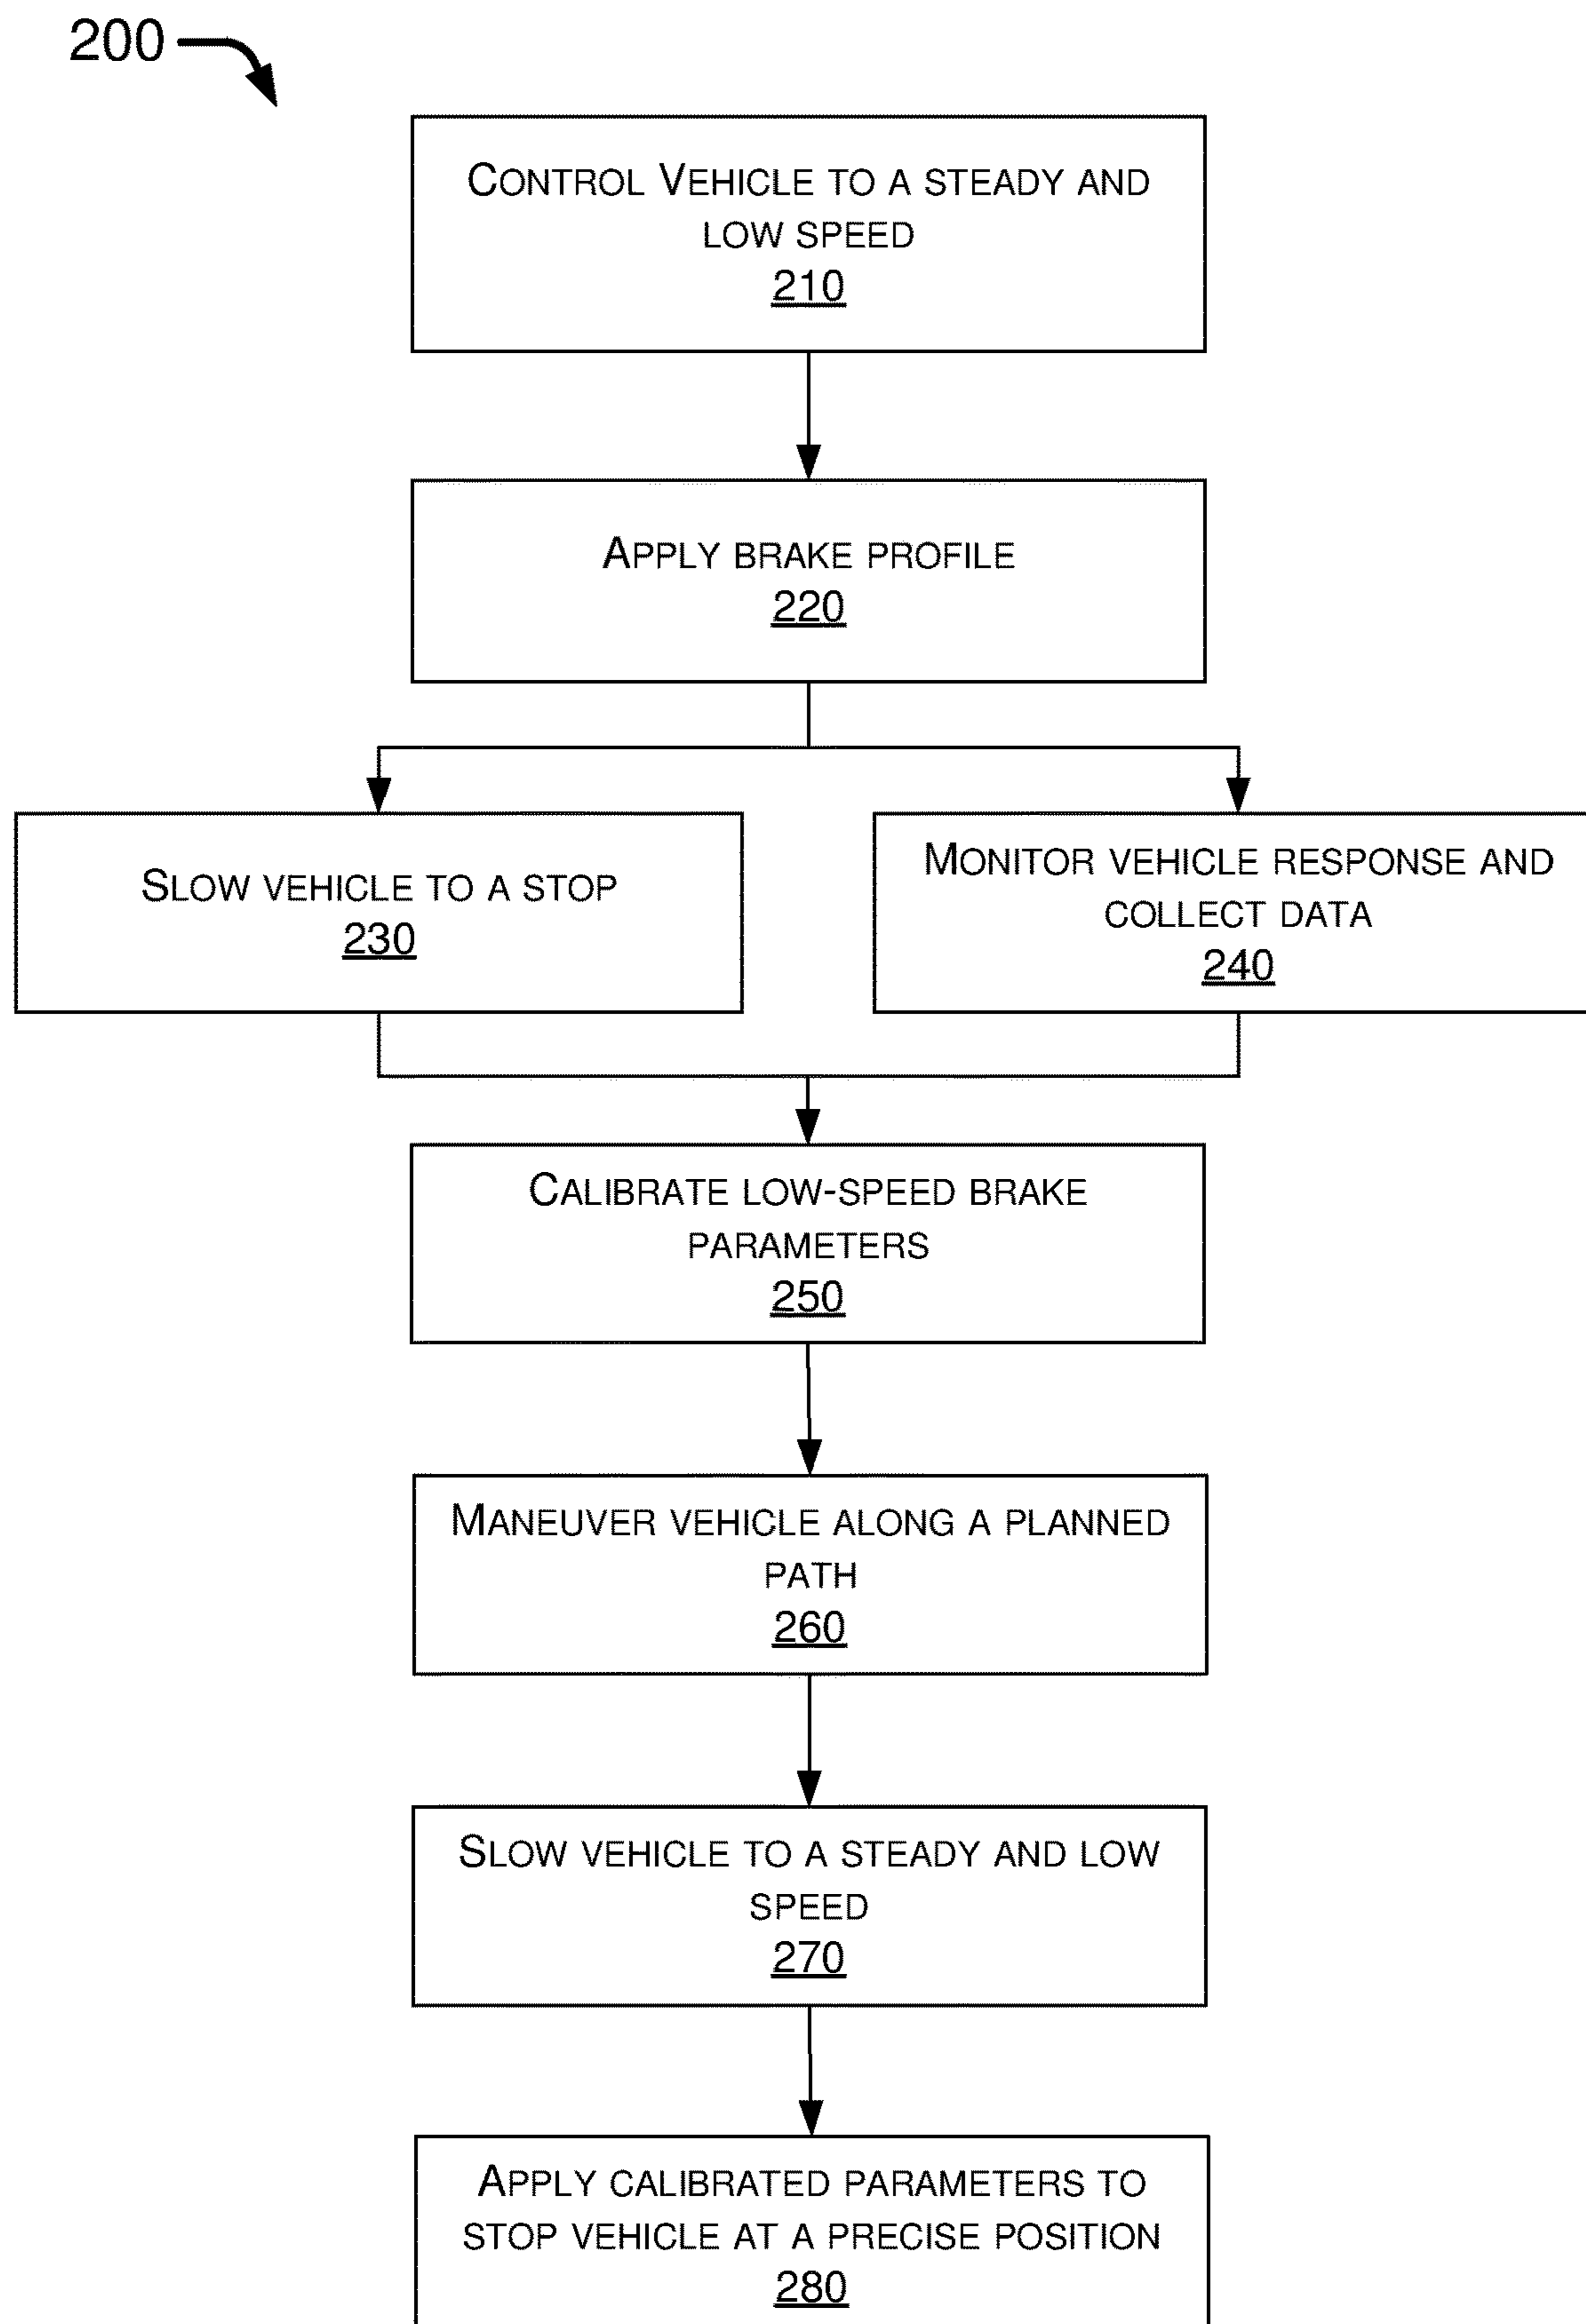 200
CONTROL VEHICLE TO A STEADY AND
LOW SPEED
210
APPLY BRAKE PROFILE
220
SLOW VEHICLE TO A STOP
230
MONITOR VEHICLE RESPONSE AND
COLLECT DATA
240
CALIBRATE LOW-SPEED BRAKE
PARAMETERS
250
MANEUVER VEHICLE ALONG A PLANNED
PATH
260
SLOW VEHICLE TO A STEADY AND LOW
SPEED
270
APPLY CALIBRATED PARAMETERS TO
STOP VEHICLE AT A PRECISE POSITION
280